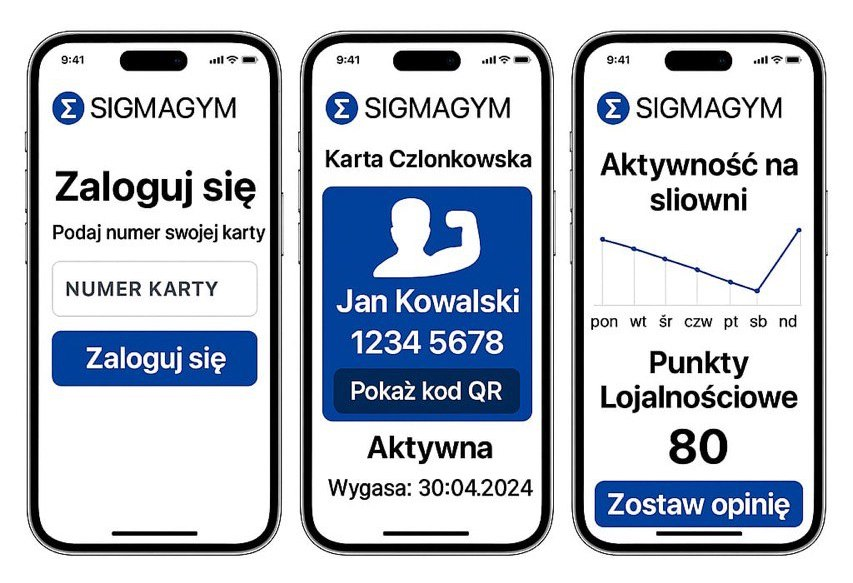 9:41
Σ SIGMAGYM
Zaloguj się
Podaj numer swojej karty
NUMER KARTY
Zaloguj się
9:41
Σ SIGMAGYM
Karta Czlonkowska
Jan Kowalski
1234 5678
Pokaż kod QR
Aktywna
Wygasa: 30:04.2024
9:41
Σ SIGMAGYM
Aktywność na
sliowni
pon wt śr czw pt sb nd
Punkty
Lojalnościowe
80
Zostaw opinię